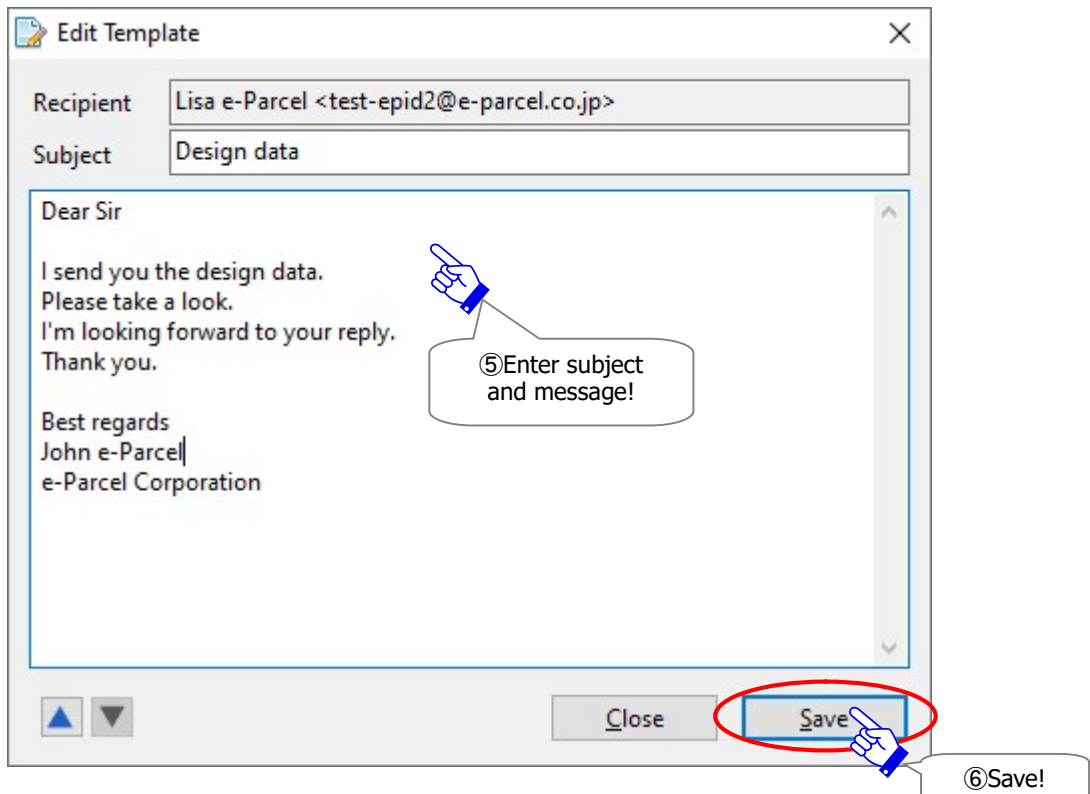 Edit Template
Recipient
Lisa e-Parcel <test-epid2@e-parcel.co.jp>
Subject
Design data
Dear Sir
I send you the design data.
Please take a look.
I'm looking forward to your reply.
Thank you.
Best regards
John e-Parcel
e-Parcel Corporation
⑤Enter subject
and message!
Close
Save
⑥Save!